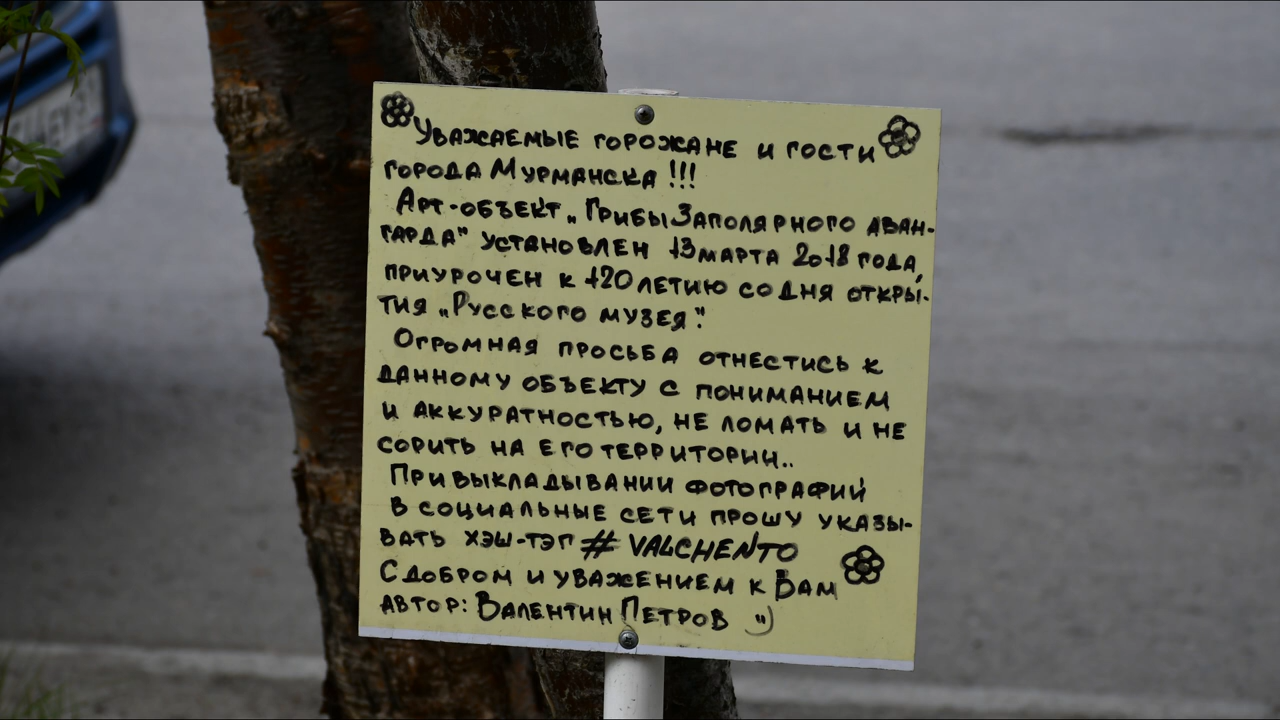 Уважаемые горожане и гости
города Мурманска !!!
Арт-объект „Грибы Заполярного аван-
гарда" установлен 13 марта 2018 года,
приурочен к 120 летию со дня откры-
тия „Русского музея".
Огромная просьба отнестись к
данному объекту с пониманием
и аккуратностью, не ломать и не
сорить на его территории..
При выкладывании фотографий
в социальные сети прошу указы-
вать хэш-тэг # VALCHENTO
С добром и уважением к Вам
автор: Валентин Петров ")